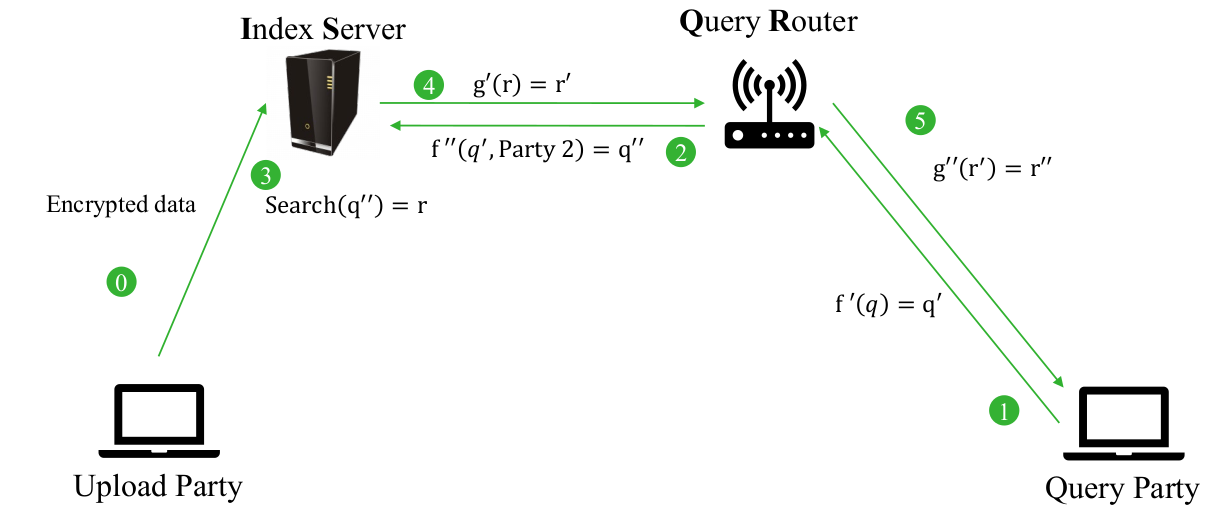 Index Server
Query Router
4
g′(r) = r′
f ′′(q′, Party 2) = q′′
2
5
g′′(r′) = r′′
3
Encrypted data
Search(q′′) = r
0
f ′(q) = q′
1
Upload Party
Query Party